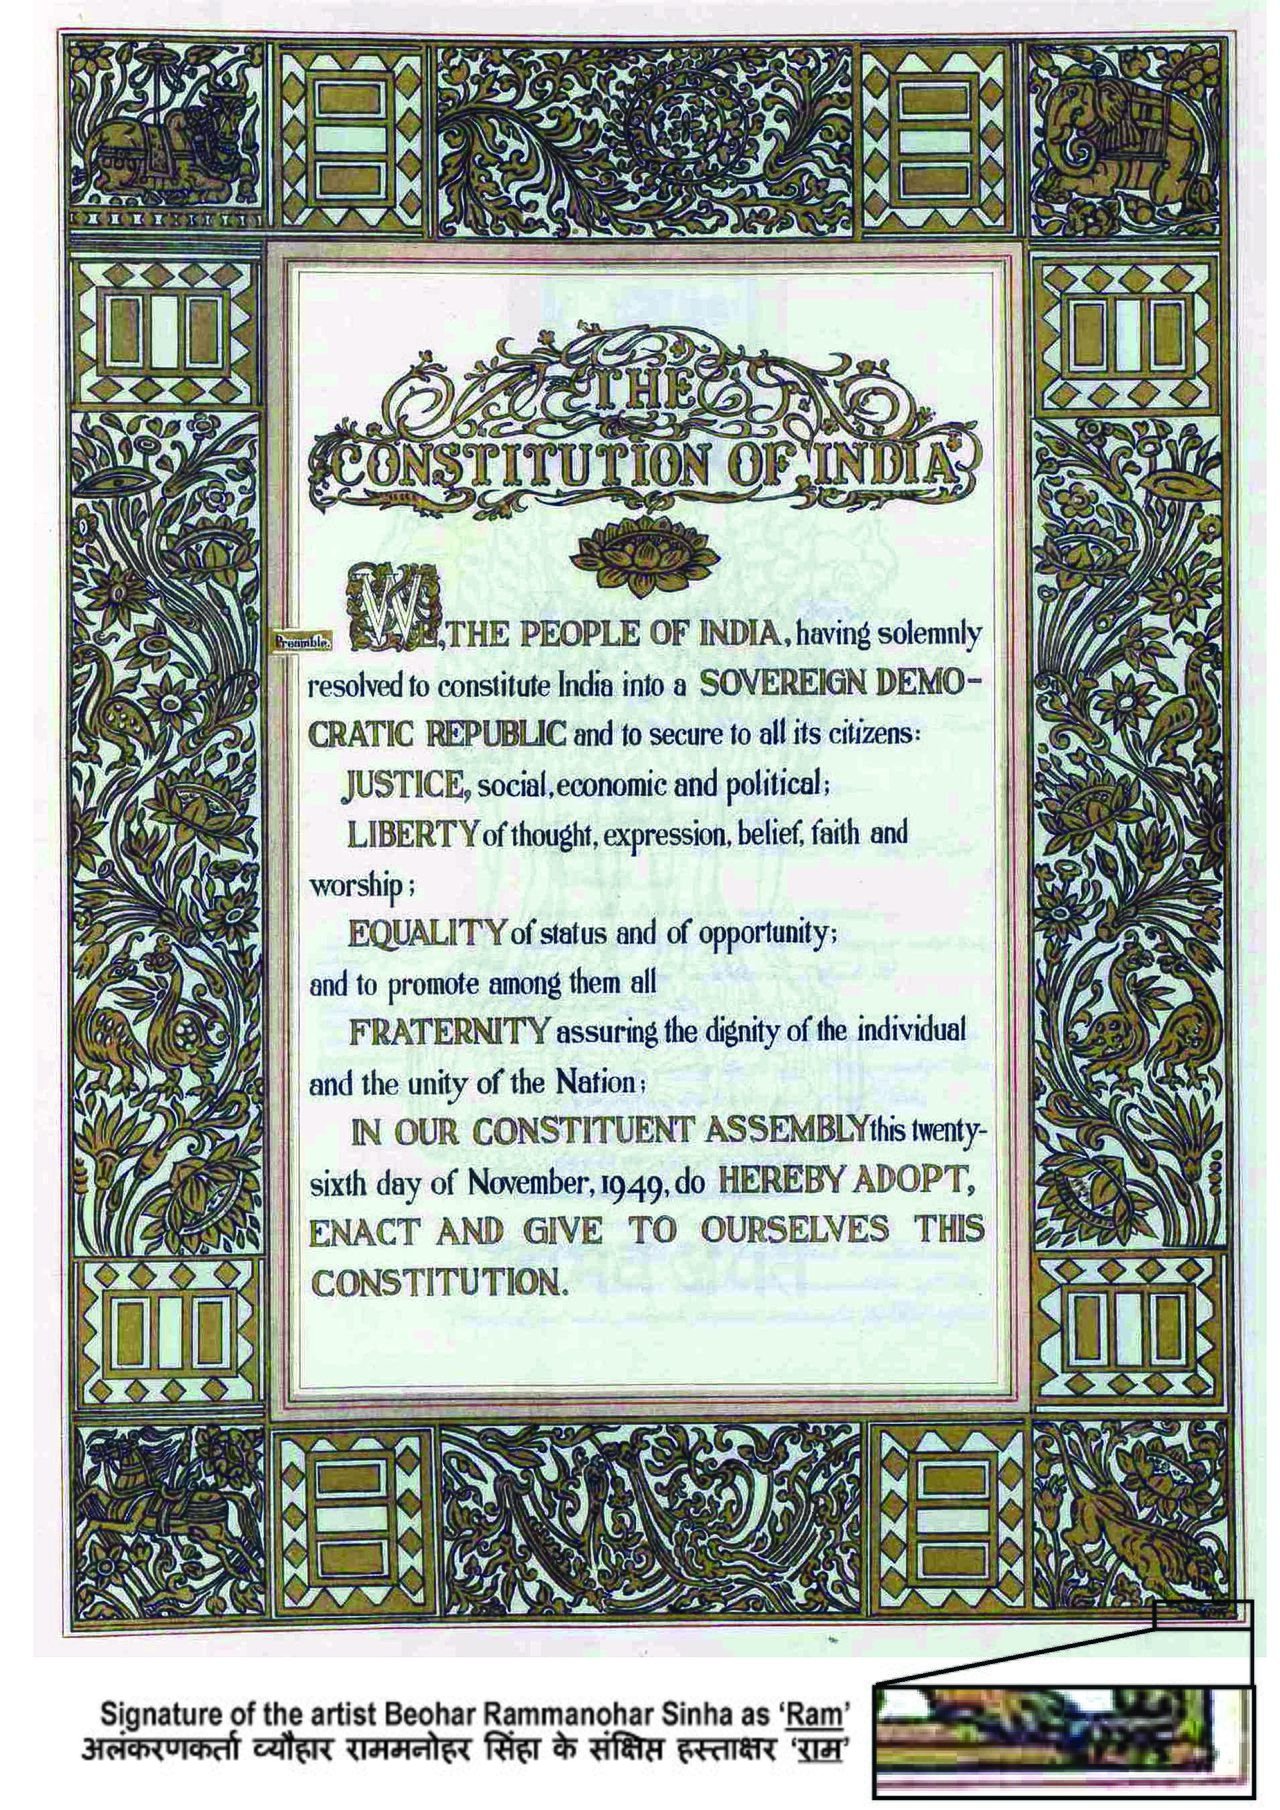 THE
CONSTITUTION OF INDIA
Preamble.
WE, THE PEOPLE OF INDIA, having solemnly
resolved to constitute India into a SOVEREIGN DEMO-
CRATIC REPUBLIC and to secure to all its citizens:
JUSTICE, social, economic and political;
LIBERTY of thought, expression, belief, faith and
worship;
EQUALITY of status and of opportunity;
and to promote among them all
FRATERNITY assuring the dignity of the individual
and the unity of the Nation;
IN OUR CONSTITUENT ASSEMBLY this twenty-
sixth day of November, 1949, do HEREBY ADOPT,
ENACT AND GIVE TO OURSELVES THIS
CONSTITUTION.
Signature of the artist Beohar Rammanohar Sinha as ‘Ram’
अलंकरणकर्ता व्यौहार राममनोहर सिंहा के संक्षिप्त हस्ताक्षर ‘राम’